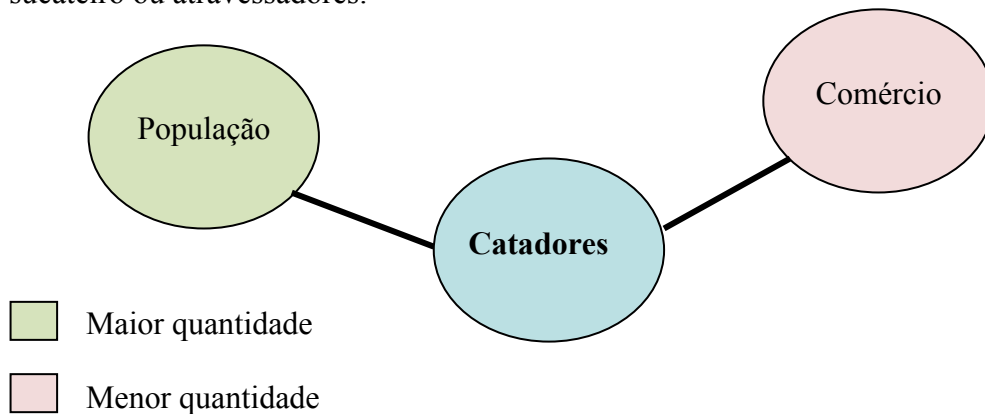 sucateiro ou atravessadores.
População
Comércio
Catadores
Maior quantidade
Menor quantidade